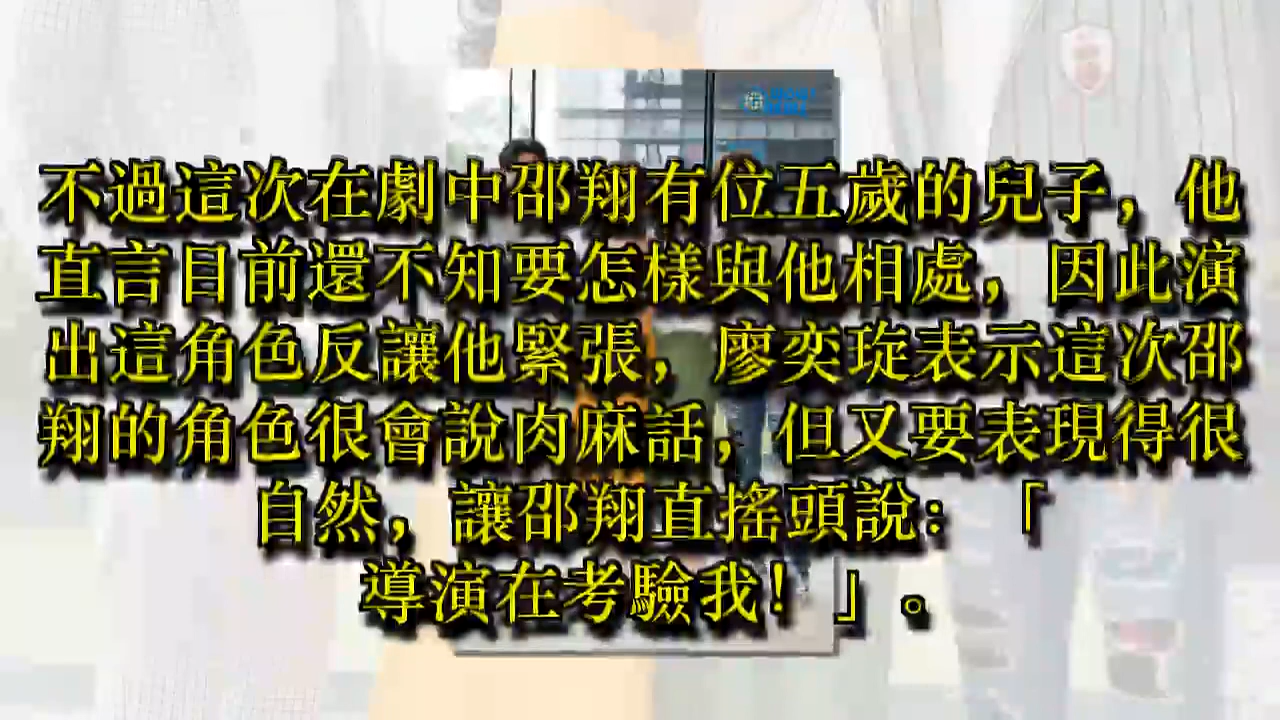 不過這次在劇中邵翔有位五歲的兒子，他
直言目前還不知要怎樣與他相處，因此演
出這角色反讓他緊張，廖奕琁表示這次邵
翔的角色很會說肉麻話，但又要表現得很
自然，讓邵翔直搖頭說：「
導演在考驗我！」。